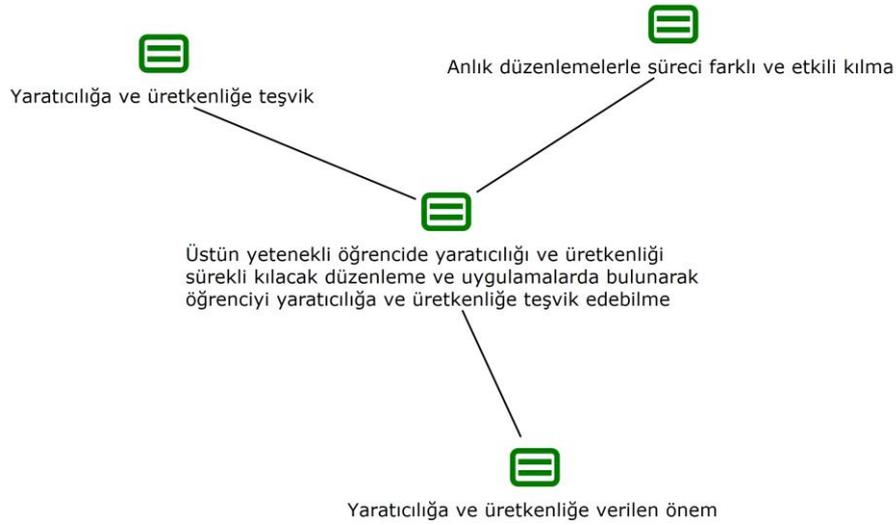 Anlık düzenlemelerle süreci farklı ve etkili kılma
Yaratıcılığa ve üretkenliğe teşvik
Üstün yetenekli öğrencide yaratıcılığı ve üretkenliği
sürekli kılacak düzenleme ve uygulamalarda bulunarak
öğrenciyi yaratıcılığa ve üretkenliğe teşvik edebilme
Yaratıcılığa ve üretkenliğe verilen önem